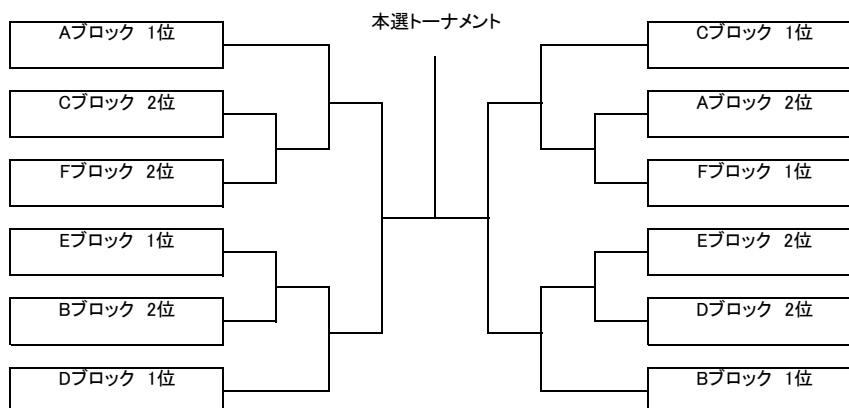 本選トーナメント
Aブロック 1位
Cブロック 2位
Fブロック 2位
Eブロック 1位
Bブロック 2位
Dブロック 1位
Cブロック 1位
Aブロック 2位
Fブロック 1位
Eブロック 2位
Dブロック 2位
Bブロック 1位